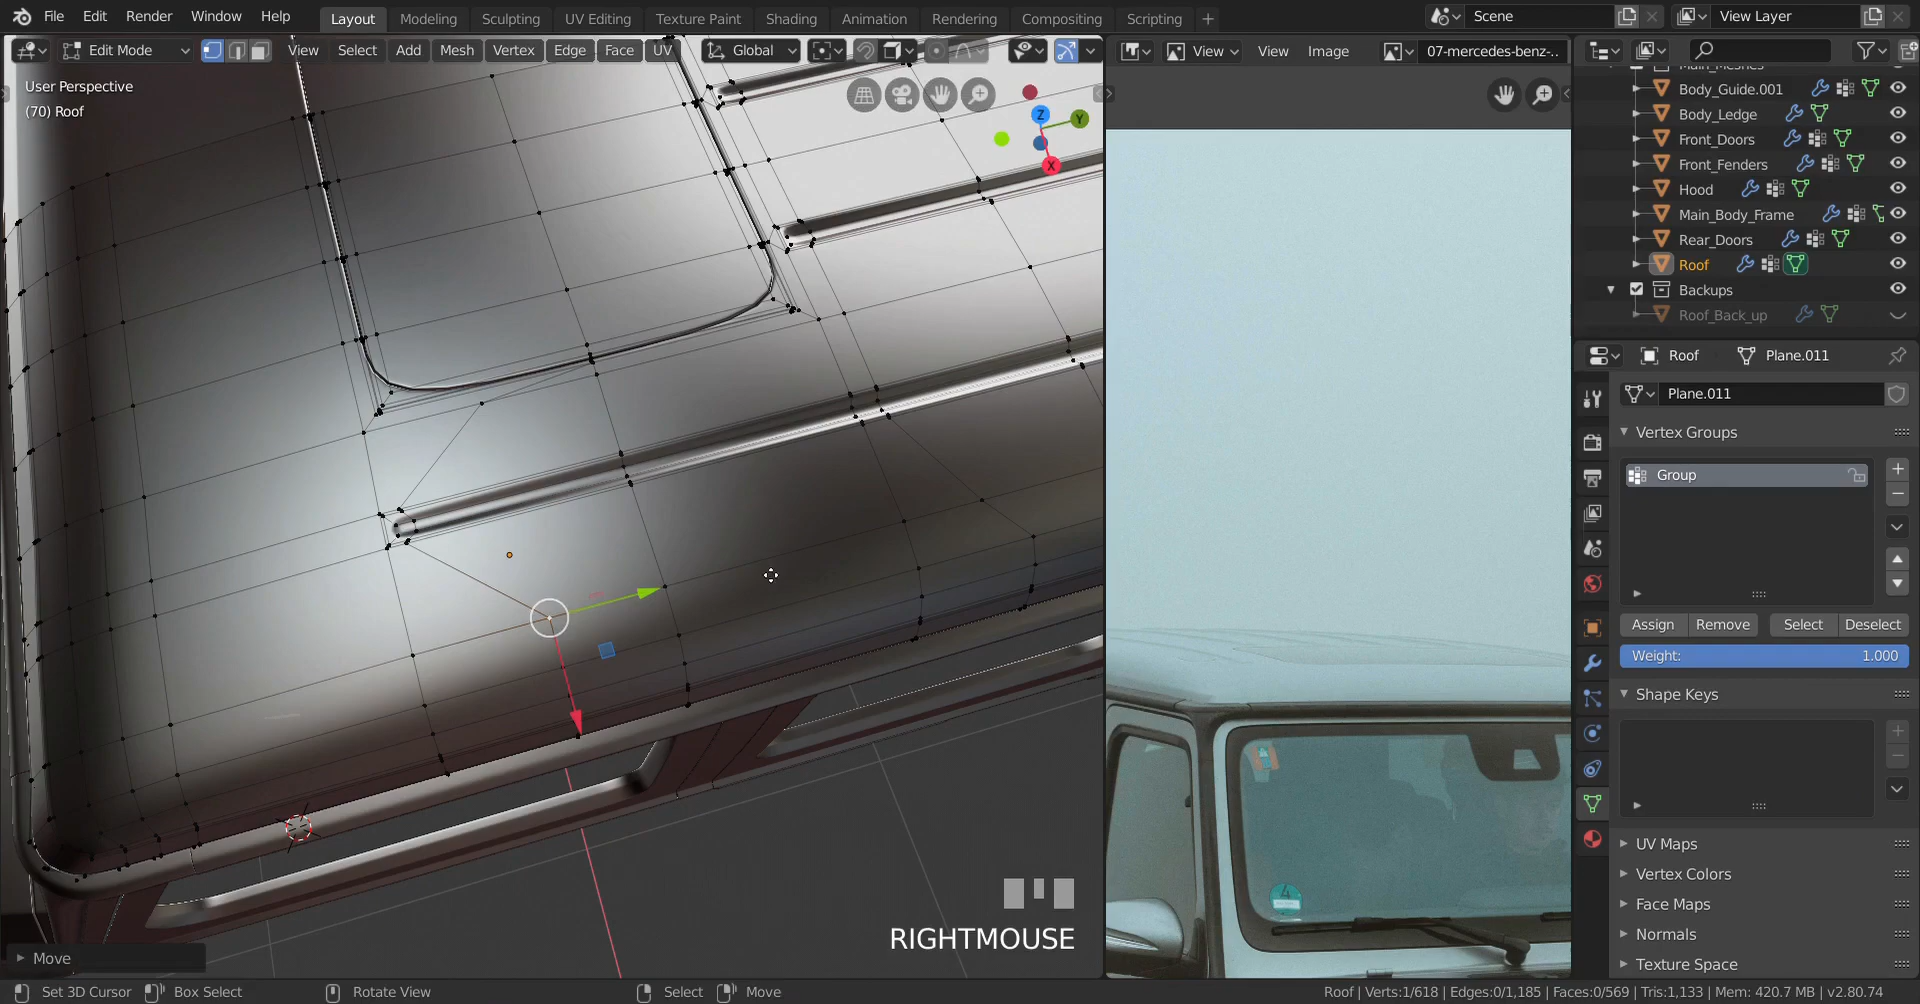 File Edit Render Window Help Layout Modeling Sculpting UV Editing Texture Paint Shading Animation Rendering Compositing Scripting + Scene View Layer
Edit Mode View Select Add Mesh Vertex Edge Face UV Global View View Image 07-mercedes-benz-..
User Perspective
(70) Roof
Z
Y
X
Main_Meshes
Body_Guide.001
Body_Ledge
Front_Doors
Front_Fenders
Hood
Main_Body_Frame
Rear_Doors
Roof
Backups
Roof_Back_up
Roof Plane.011
Plane.011
Vertex Groups
Group
Assign Remove Select Deselect
Weight: 1.000
Shape Keys
UV Maps
Vertex Colors
Face Maps
Normals
Texture Space
RIGHTMOUSE
Move
Set 3D Cursor Box Select Rotate View Select Move Roof | Verts:1/618 | Edges:0/1,185 | Faces:0/569 | Tris:1,133 | Mem: 420.7 MB | v2.80.74